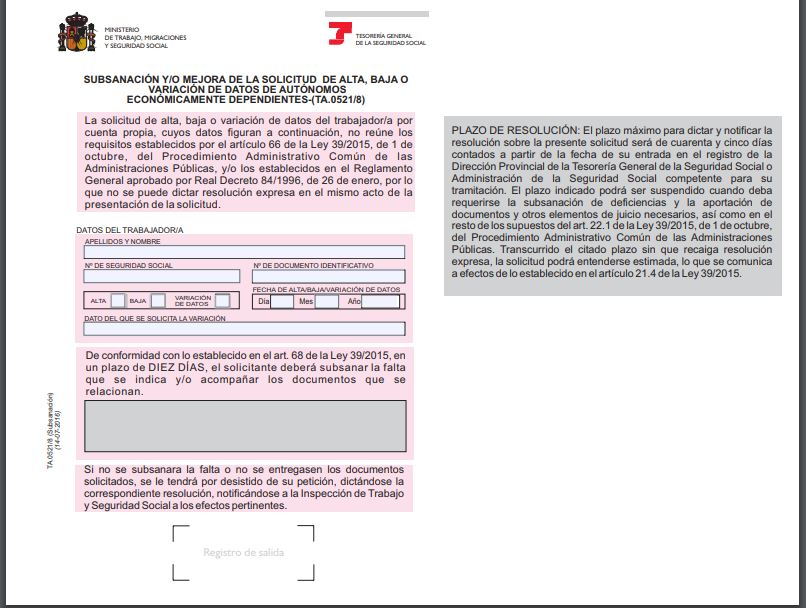 MINISTERIO
DE TRABAJO, MIGRACIONES
Y SEGURIDAD SOCIAL
TESORERÍA GENERAL
DE LA SEGURIDAD SOCIAL
SUBSANACIÓN Y/O MEJORA DE LA SOLICITUD DE ALTA, BAJA O
VARIACIÓN DE DATOS DE AUTÓNOMOS
ECONÓMICAMENTE DEPENDIENTES-(TA.0521/8)
La solicitud de alta, baja o variación de datos del trabajador/a por
cuenta propia, cuyos datos figuran a continuación, no reúne los
requisitos establecidos por el artículo 66 de la Ley 39/2015, de 1 de
octubre, del Procedimiento Administrativo Común de las
Administraciones Públicas, y/o los establecidos en el Reglamento
General aprobado por Real Decreto 84/1996, de 26 de enero, por lo
que no se puede dictar resolución expresa en el mismo acto de la
presentación de la solicitud.
DATOS DEL TRABAJADOR/A
APELLIDOS Y NOMBRE
Nº DE SEGURIDAD SOCIAL
Nº DE DOCUMENTO IDENTIFICATIVO
ALTA
BAJA
VARIACIÓN
DE DATOS
FECHA DE ALTA/BAJA/VARIACIÓN DE DATOS
Día
Mes
Año
DATO DEL QUE SE SOLICITA LA VARIACIÓN
De conformidad con lo establecido en el art. 68 de la Ley 39/2015, en
un plazo de DIEZ DÍAS, el solicitante deberá subsanar la falta
que se indica y/o acompañar los documentos que se
relacionan.
Si no se subsanara la falta o no se entregasen los documentos
solicitados, se le tendrá por desistido de su petición, dictándose la
correspondiente resolución, notificándose a la Inspección de Trabajo
y Seguridad Social a los efectos pertinentes.
Registro de salida
TA.0521/8 (Subsanación)
(14-07-2016)
PLAZO DE RESOLUCIÓN: El plazo máximo para dictar y notificar la
resolución sobre la presente solicitud será de cuarenta y cinco días
contados a partir de la fecha de su entrada en el registro de la
Dirección Provincial de la Tesorería General de la Seguridad Social o
Administración de la Seguridad Social competente para su
tramitación. El plazo indicado podrá ser suspendido cuando deba
requerirse la subsanación de deficiencias y la aportación de
documentos y otros elementos de juicio necesarios, así como en el
resto de los supuestos del art. 22.1 de la Ley 39/2015, de 1 de octubre,
del Procedimiento Administrativo Común de las Administraciones
Públicas. Transcurrido el citado plazo sin que recaiga resolución
expresa, la solicitud podrá entenderse estimada, lo que se comunica
a efectos de lo establecido en el artículo 21.4 de la Ley 39/2015.